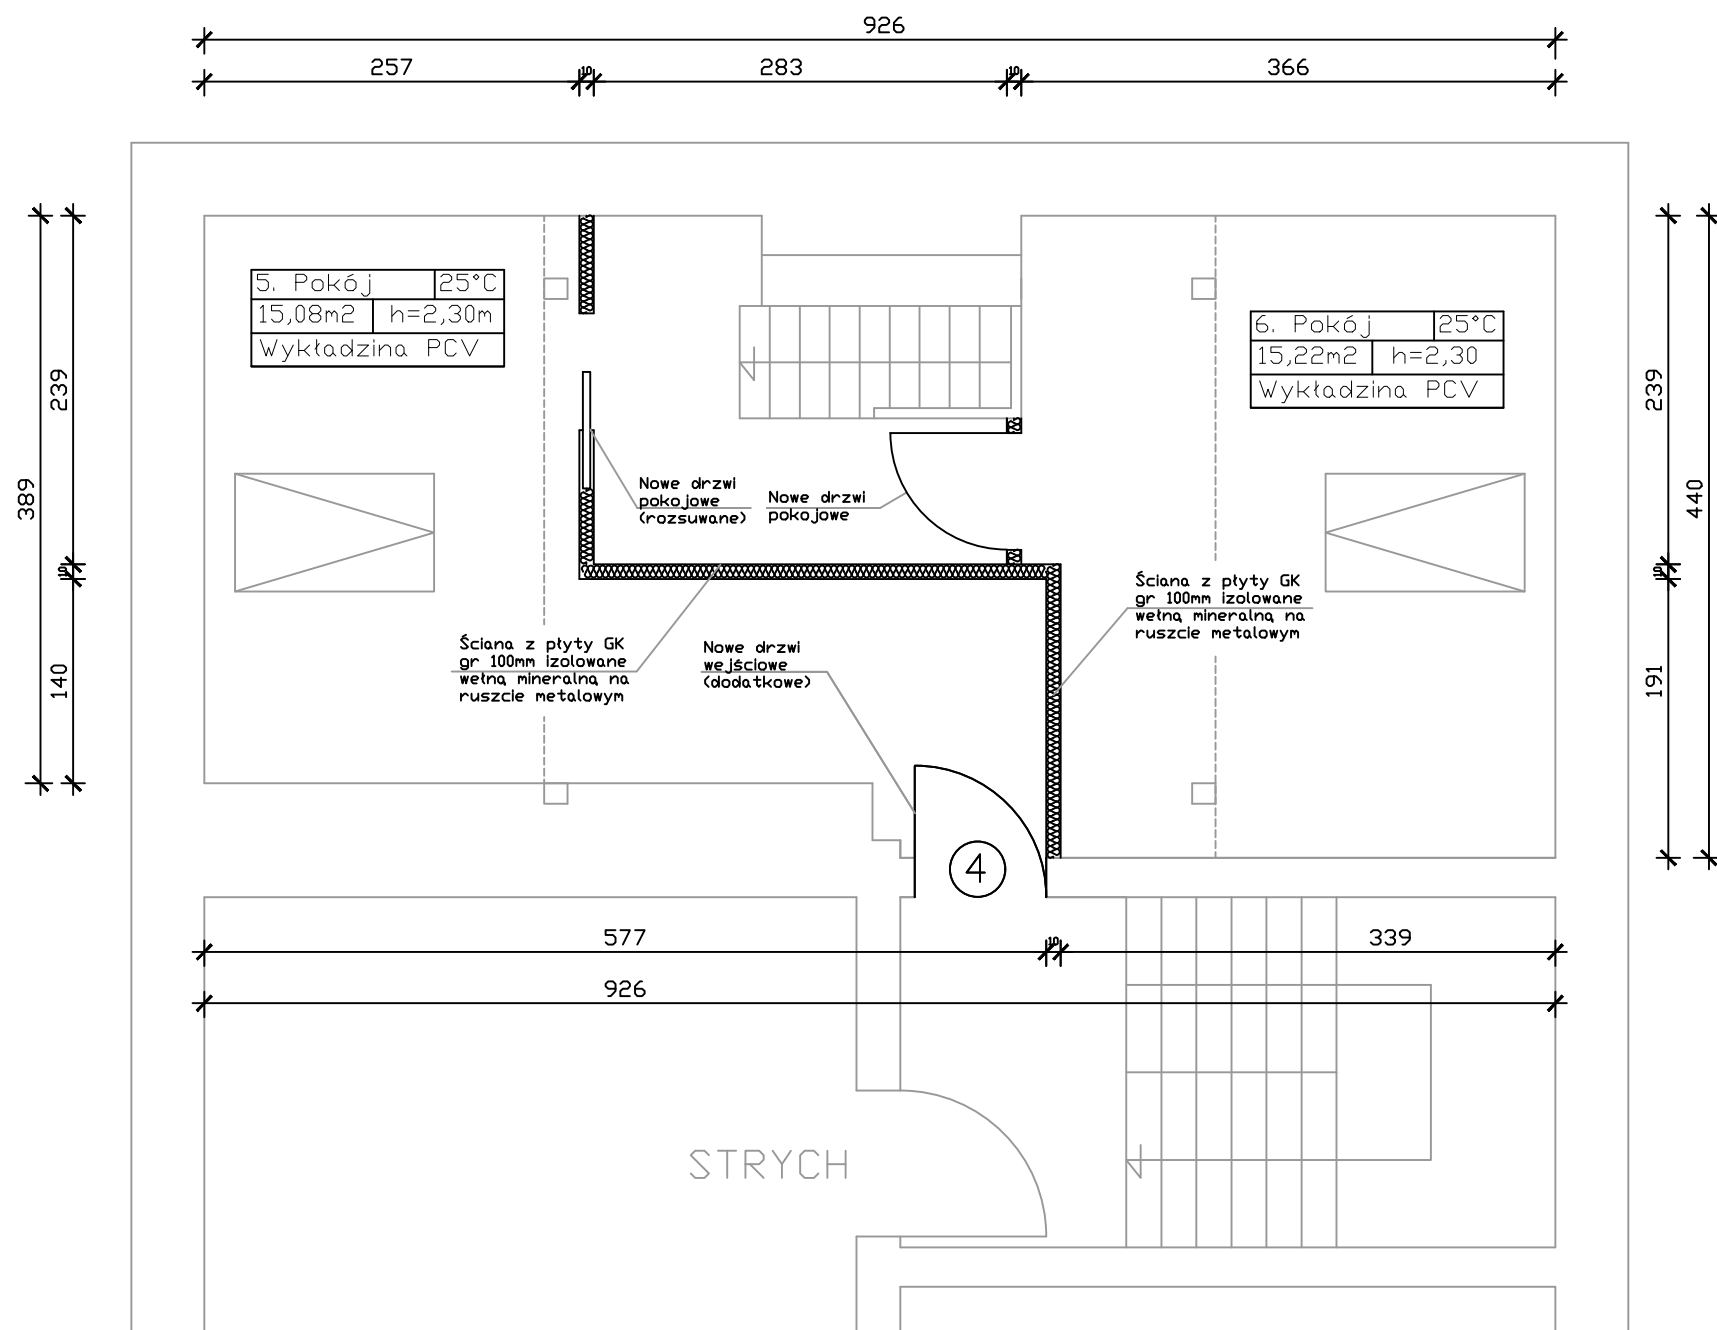 926
257
10
283
10
366
5. Pokój 25°C
15,08m2 h=2,30m
Wykładzina PCV
6. Pokój 25°C
15,22m2 h=2,30
Wykładzina PCV
239
10
140
389
239
10
191
440
Nowe drzwi
pokojowe
(rozsuwane)
Nowe drzwi
pokojowe
Ściana z płyty GK
gr 100mm izolowane
wełną mineralną na
ruszcie metalowym
Ściana z płyty GK
gr 100mm izolowane
wełną mineralną na
ruszcie metalowym
Nowe drzwi
wejściowe
(dodatkowe)
4
577
10
339
926
STRYCH